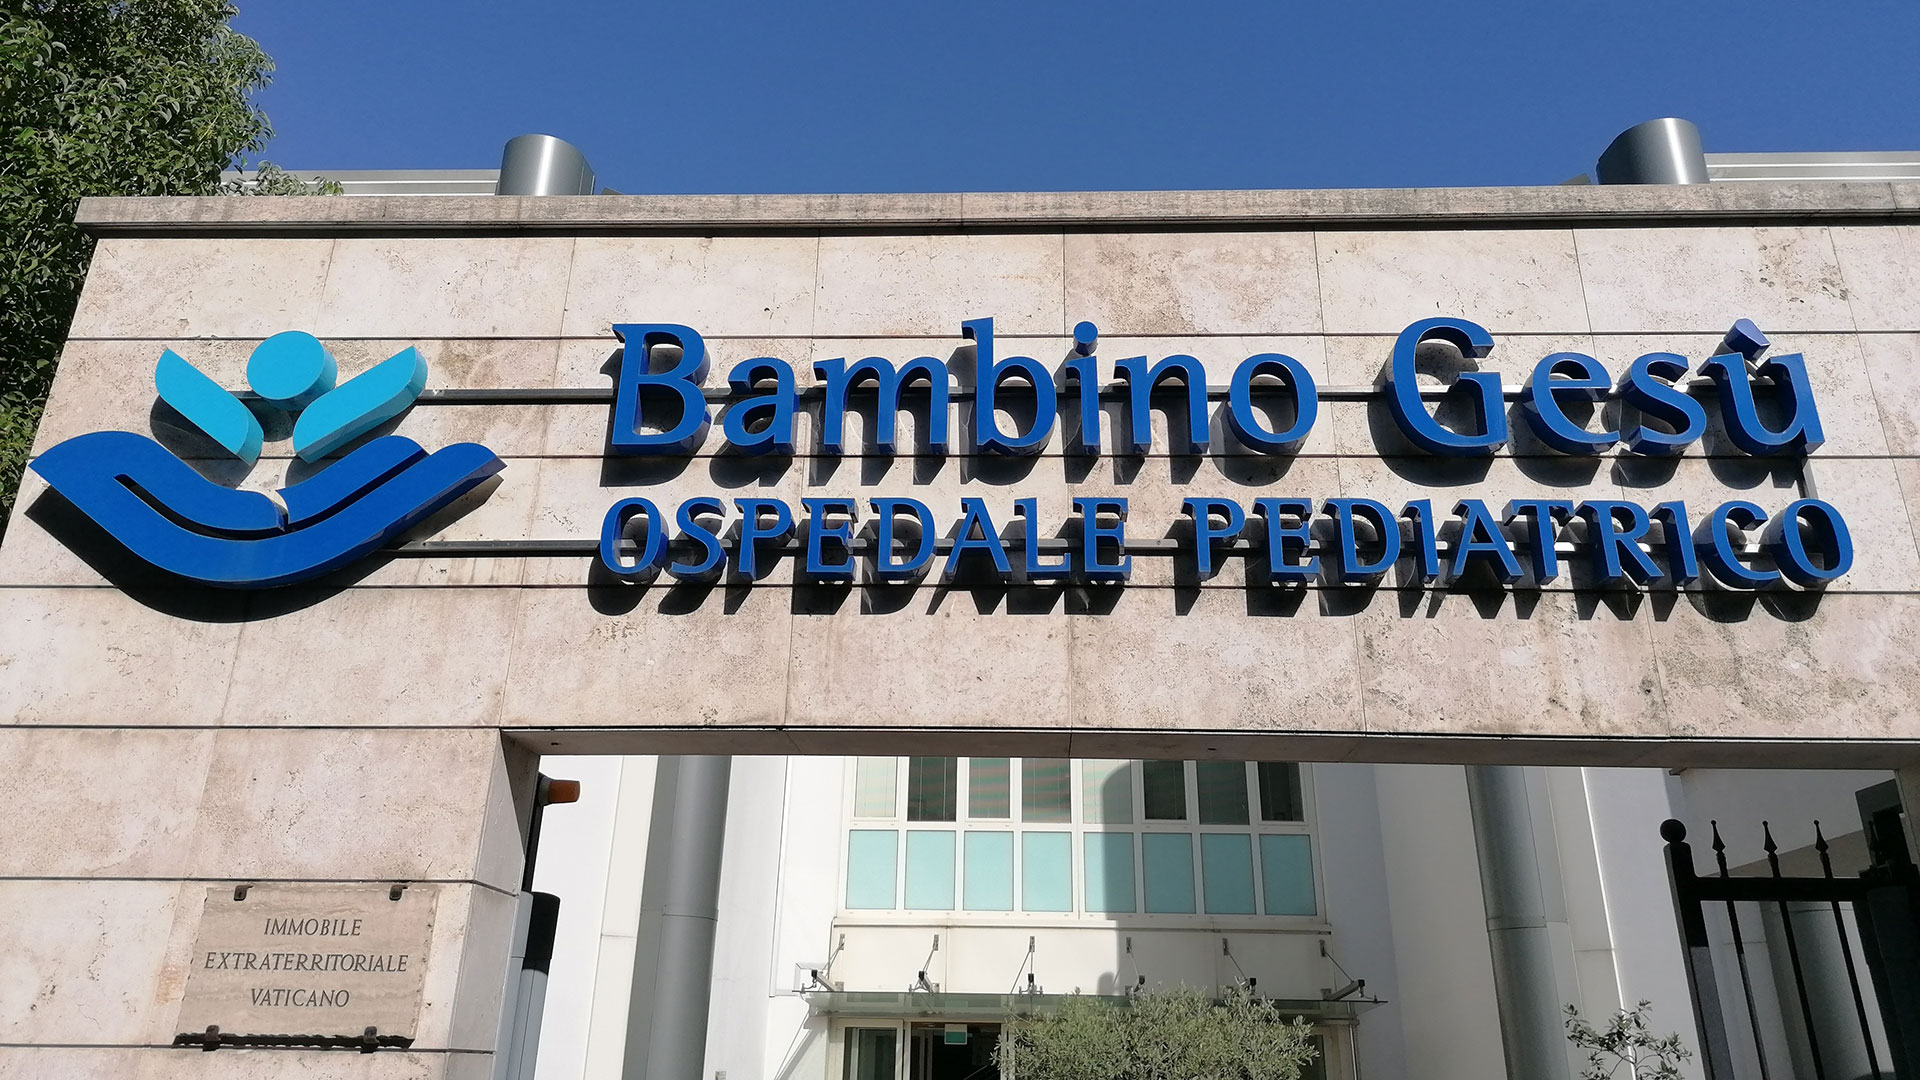 Bambino Gesù
OSPEDALE PEDIATRICO
IMMOBILE
EXTRATERRITORIALE
VATICANO